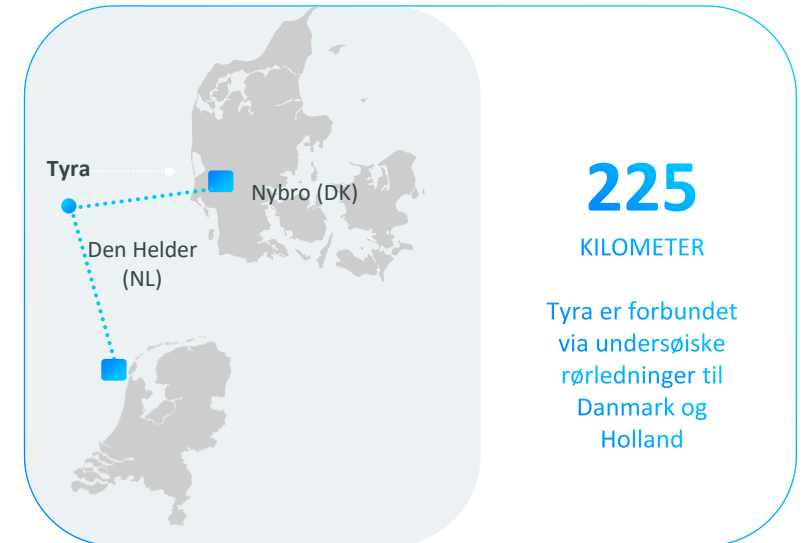 Tyra
Nybro (DK)
Den Helder
(NL)
225
KILOMETER
Tyra er forbundet
via undersøiske
rørledninger til
Danmark og
Holland